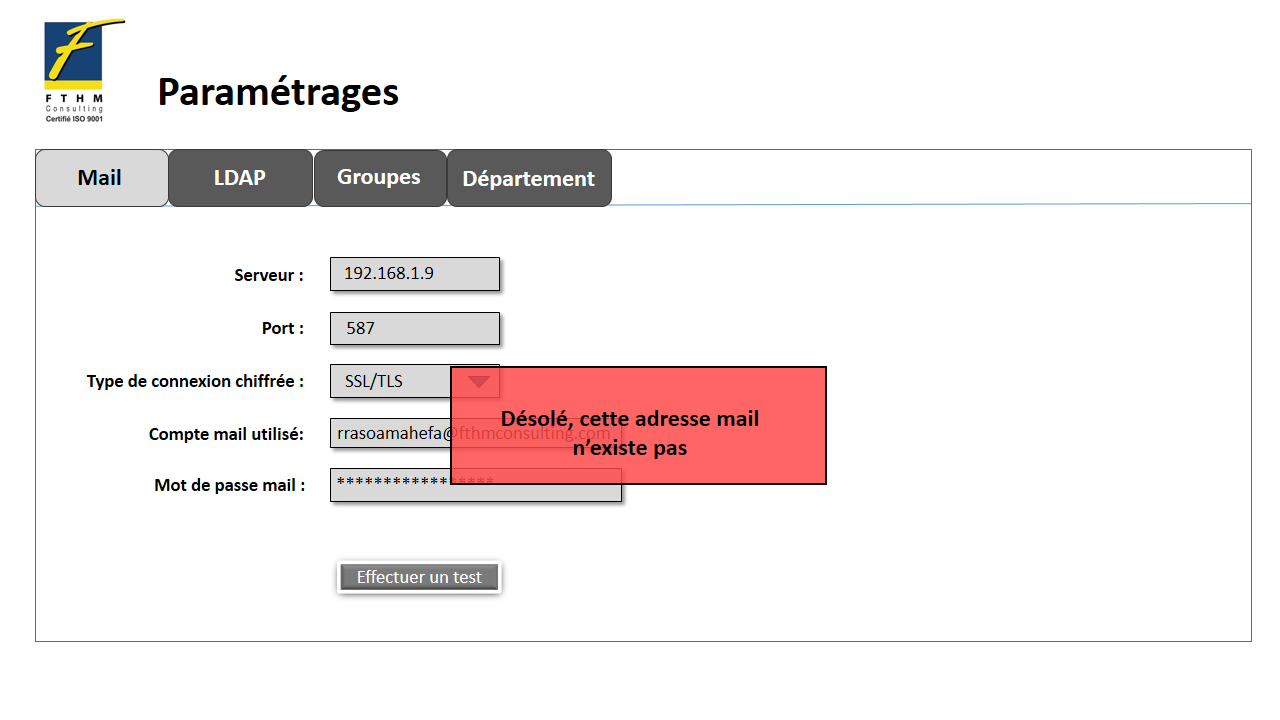 F T H M
Consulting
Certifié ISO 9001
Paramétrages
Mail
LDAP
Groupes
Département
Serveur :
192.168.1.9
Port :
587
Type de connexion chiffrée :
SSL/TLS
Compte mail utilisé:
rrasoamahefa@fthmconsulting.com
Désolé, cette adresse mail
n’existe pas
Mot de passe mail :
*****************
Effectuer un test